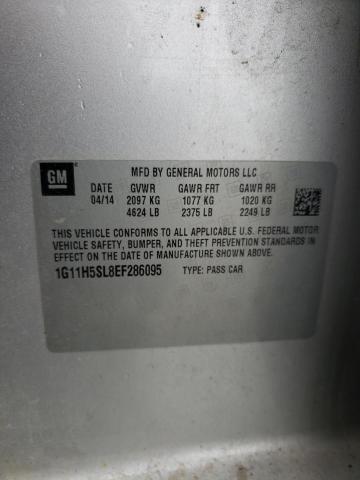 GM
MFD BY GENERAL MOTORS LLC
DATE GVWR GAWR FRT GAWR RR
04/14 2097 KG 1077 KG 1020 KG
4624 LB 2375 LB 2249 LB
THIS VEHICLE CONFORMS TO ALL APPLICABLE U.S. FEDERAL MOTOR
VEHICLE SAFETY, BUMPER, AND THEFT PREVENTION STANDARDS
IN EFFECT ON THE DATE OF MANUFACTURE SHOWN ABOVE.
1G11H5SL8EF286095 TYPE: PASS CAR